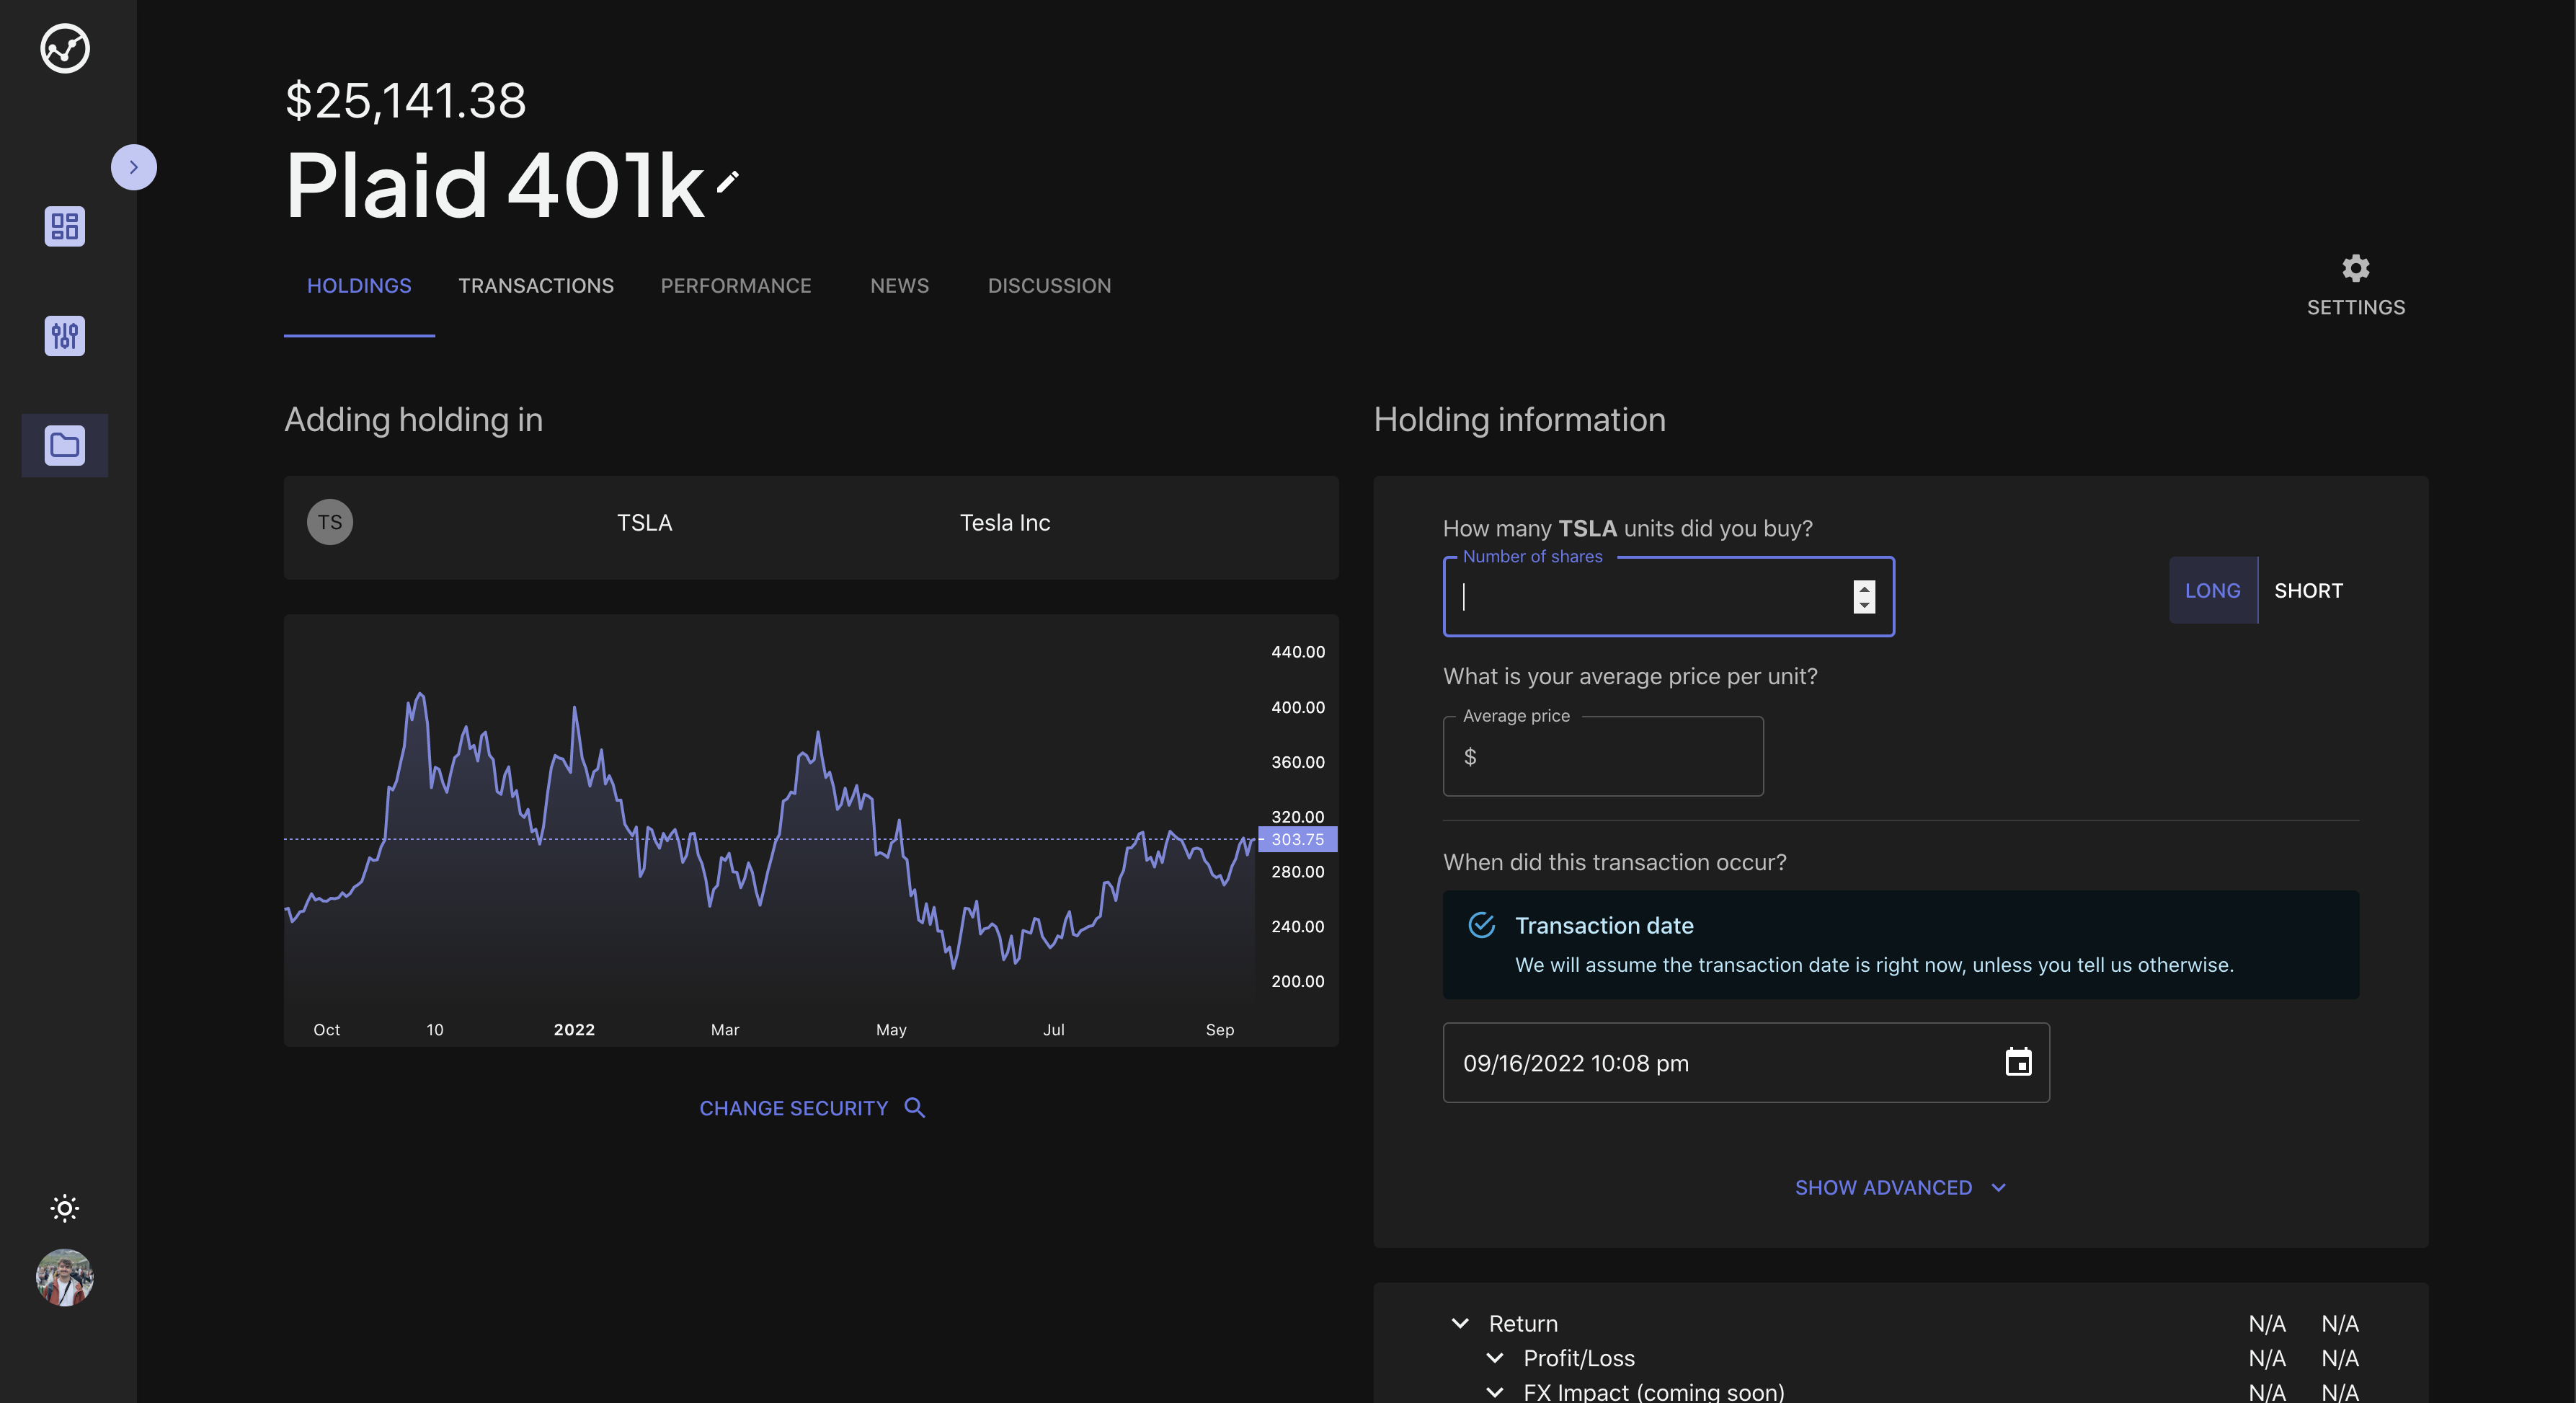 $25,141.38
Plaid 401k
HOLDINGS TRANSACTIONS PERFORMANCE NEWS DISCUSSION
SETTINGS
Adding holding in
TS TSLA Tesla Inc
440.00
400.00
360.00
320.00
303.75
280.00
240.00
200.00
Oct 10 2022 Mar May Jul Sep
CHANGE SECURITY
Holding information
How many TSLA units did you buy?
Number of shares
LONG SHORT
What is your average price per unit?
Average price
$
When did this transaction occur?
Transaction date
We will assume the transaction date is right now, unless you tell us otherwise.
09/16/2022 10:08 pm
SHOW ADVANCED
Return N/A N/A
Profit/Loss N/A N/A
FX Impact (coming soon) N/A N/A